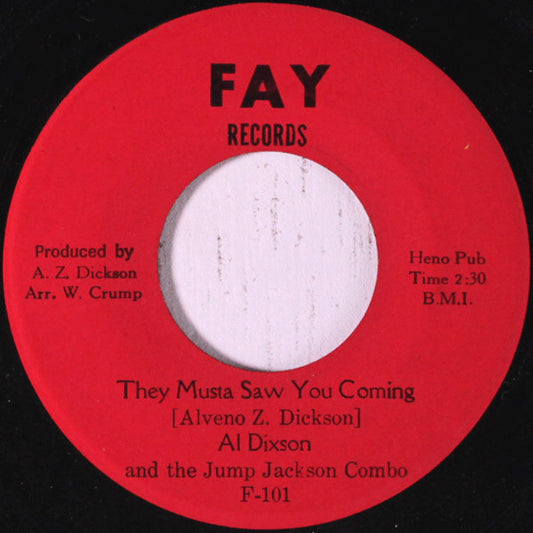 FAY
RECORDS
Produced by
A. Z. Dickson
Arr. W. Crump
Heno Pub
Time 2:30
B.M.I.
They Musta Saw You Coming
[Alveno Z. Dickson]
Al Dixson
and the Jump Jackson Combo
F-101